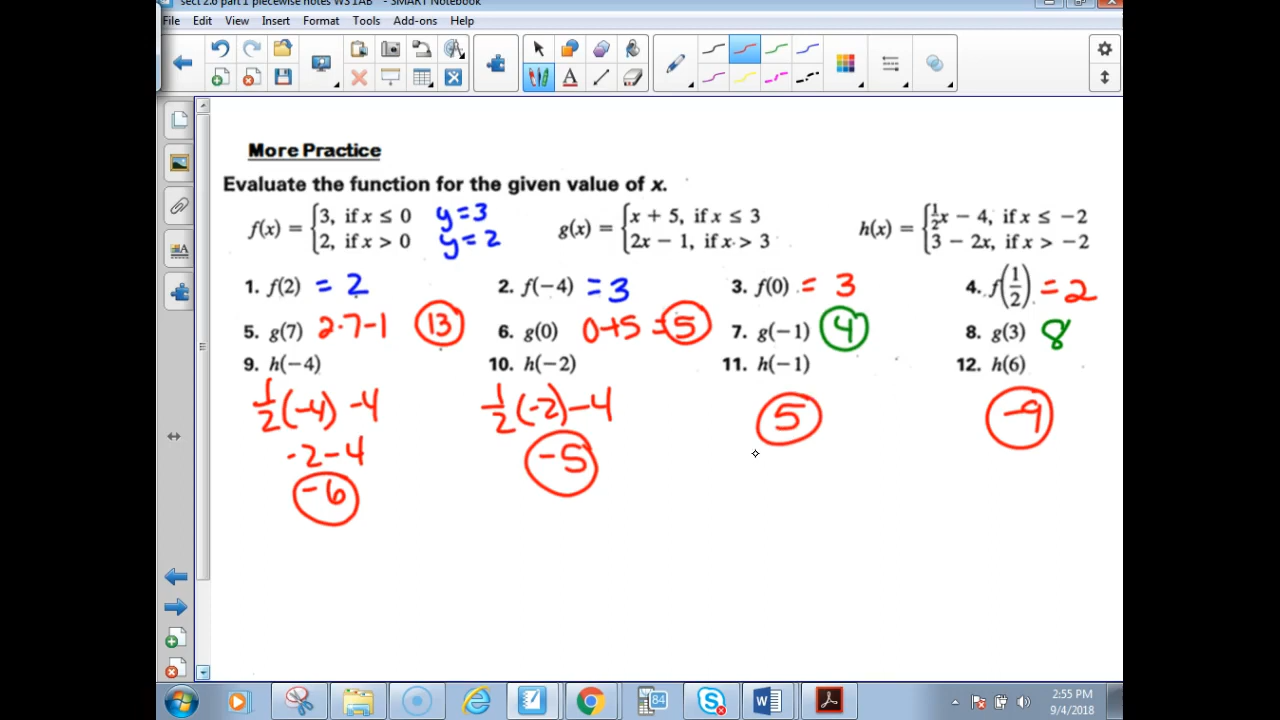 sect 2.6 part 1 piecewise notes WS 1AB - SMART Notebook
File Edit View Insert Format Tools Add-ons Help
More Practice
Evaluate the function for the given value of x.
f(x) = {3, if x ≤ 0 y=3 g(x) = {x + 5, if x ≤ 3 h(x) = {1/2x − 4, if x ≤ −2
2, if x > 0 y=2 2x − 1, if x > 3 3 − 2x, if x > −2
1. f(2) = 2 2. f(−4) = 3 3. f(0) = 3 4. f(1/2) = 2
5. g(7) 2·7−1 13 6. g(0) 0+5 = 5 7. g(−1) 4 8. g(3) 8
9. h(−4) 10. h(−2) 11. h(−1) 12. h(6)
1/2(-4) -4 1/2(-2)-4 5 -9
-2-4 -5
-6
84
2:55 PM
9/4/2018